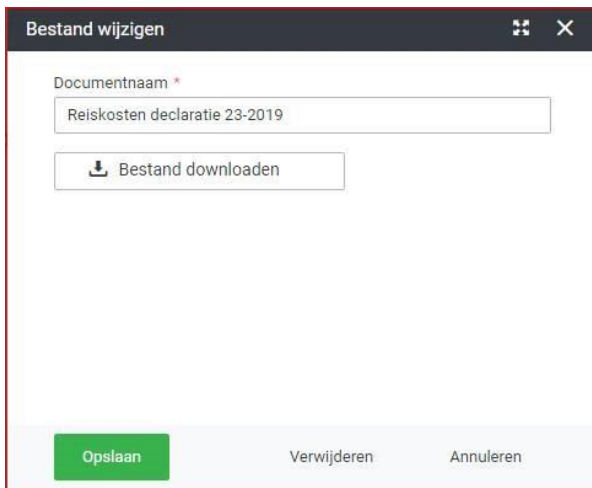 Bestand wijzigen
Documentnaam *
Reiskosten declaratie 23-2019
Bestand downloaden
Opslaan Verwijderen Annuleren